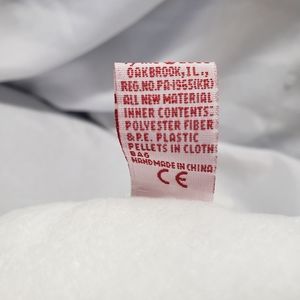 OAKBROOK, IL.,
REG. NO. PA-1965(KR)
ALL NEW MATERIAL
INNER CONTENTS-
POLYESTER FIBER
& P.E. PLASTIC
PELLETS IN CLOTH
BAG
HANDMADE IN CHINA
CE